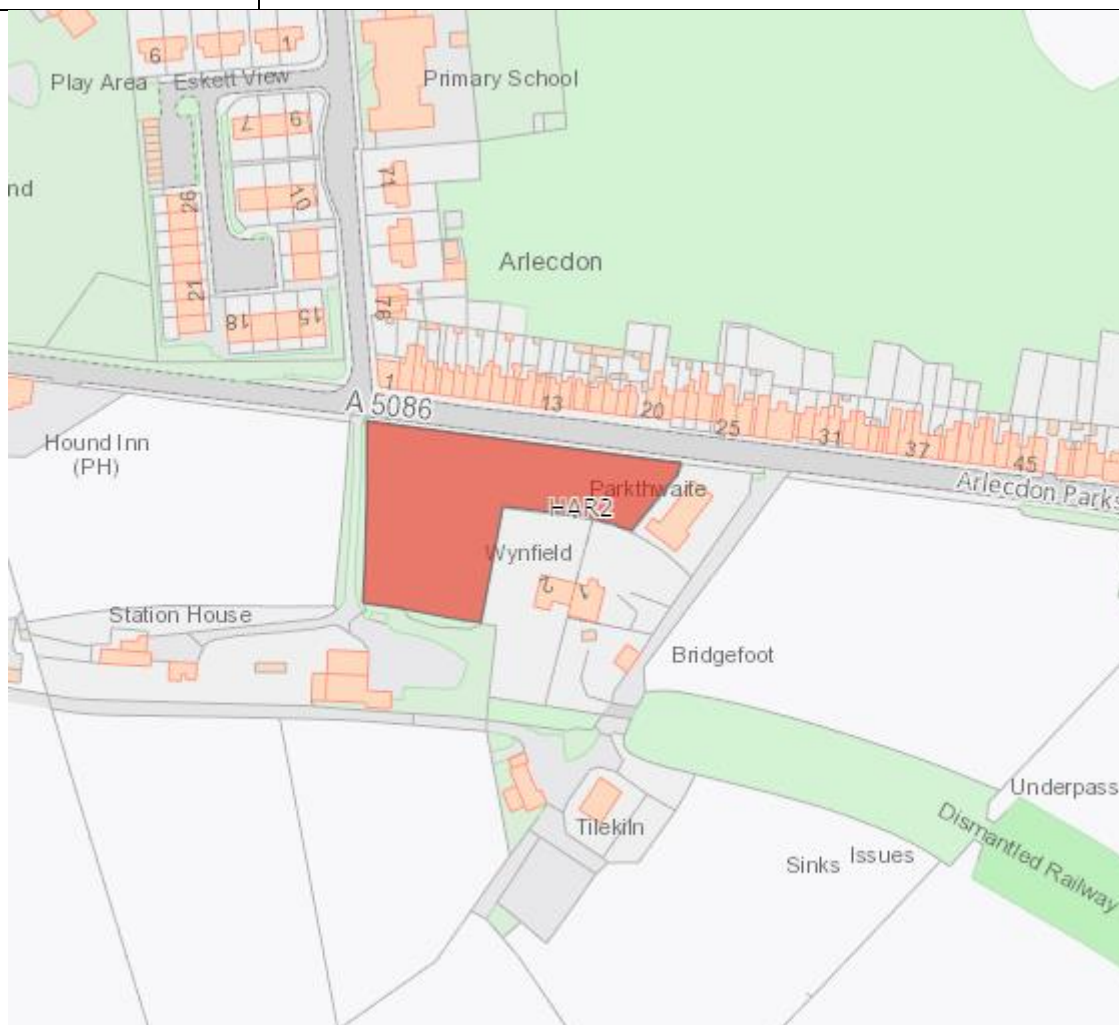 6
1
Play Area
Eskett View
Primary School
7
9
nd
71
26
10
Arlecdon
21
76
18
15
1
A 5086
13
20
25
31
37
45
Hound Inn
(PH)
Arlecdon Parks
Parkthwaite
HAR2
Wynfield
2
1
Station House
Bridgefoot
Underpass
Dismantled Railway
Tilekiln
Sinks
Issues